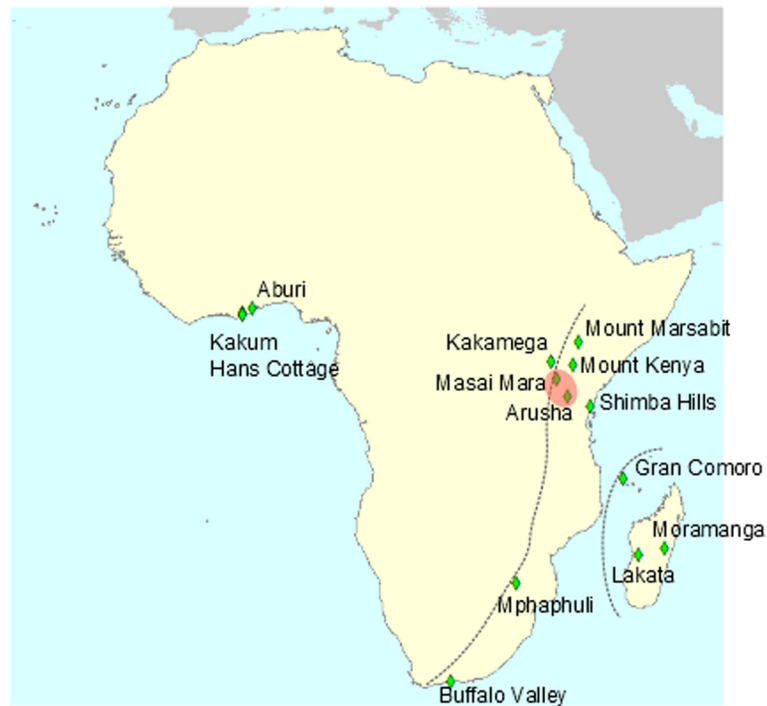 Aburi
Kakum
Hans Cottage
Mount Marsabit
Kakamega
Mount Kenya
Masai Mara
Arusha
Shimba Hills
Gran Comoro
Moramanga
Lakata
Mphaphuli
Buffalo Valley